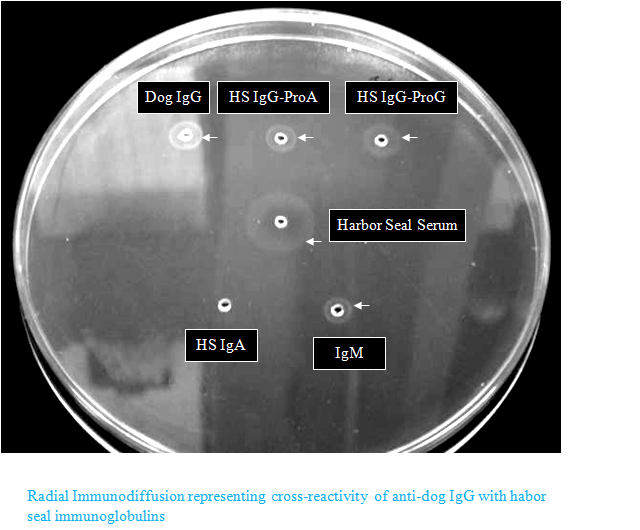 Dog IgG
HS IgG-ProA
HS IgG-ProG
Harbor Seal Serum
HS IgA
IgM
Radial Immunodiffusion representing cross-reactivity of anti-dog IgG with habor
seal immunoglobulins